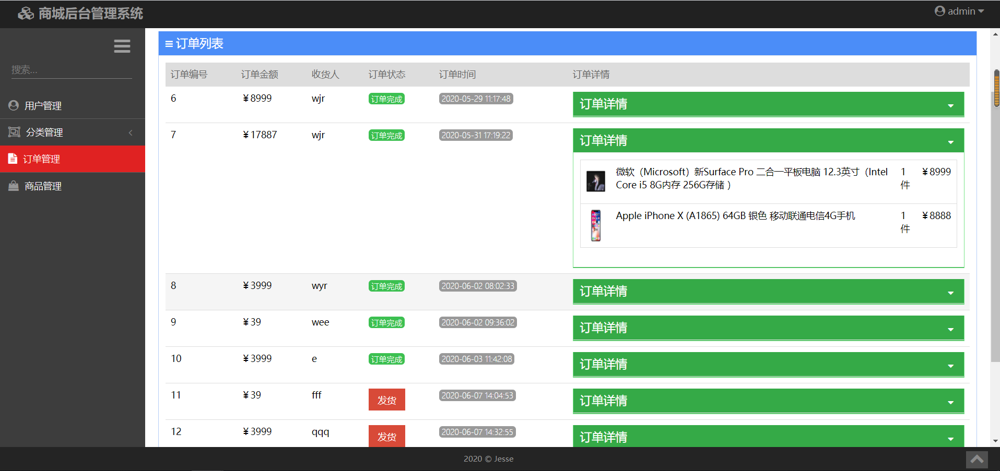 商城后台管理系统
admin
搜索...
用户管理
分类管理
订单管理
商品管理
订单列表
订单编号 订单金额 收货人 订单状态 订单时间 订单详情
6 ¥8999 wjr 订单完成 2020-05-29 11:17:48 订单详情
7 ¥17887 wjr 订单完成 2020-05-31 17:19:22 订单详情
微软（Microsoft）新Surface Pro 二合一平板电脑 12.3英寸（Intel 1 ¥8999
Core i5 8G内存 256G存储 ） 件
Apple iPhone X (A1865) 64GB 银色 移动联通电信4G手机 1 ¥8888
件
8 ¥3999 wyr 订单完成 2020-06-02 08:02:33 订单详情
9 ¥39 wee 订单完成 2020-06-02 09:36:02 订单详情
10 ¥3999 e 订单完成 2020-06-03 11:42:08 订单详情
11 ¥39 fff 发货 2020-06-07 14:04:53 订单详情
12 ¥3999 qqq 发货 2020-06-07 14:32:55 订单详情
2020 © Jesse